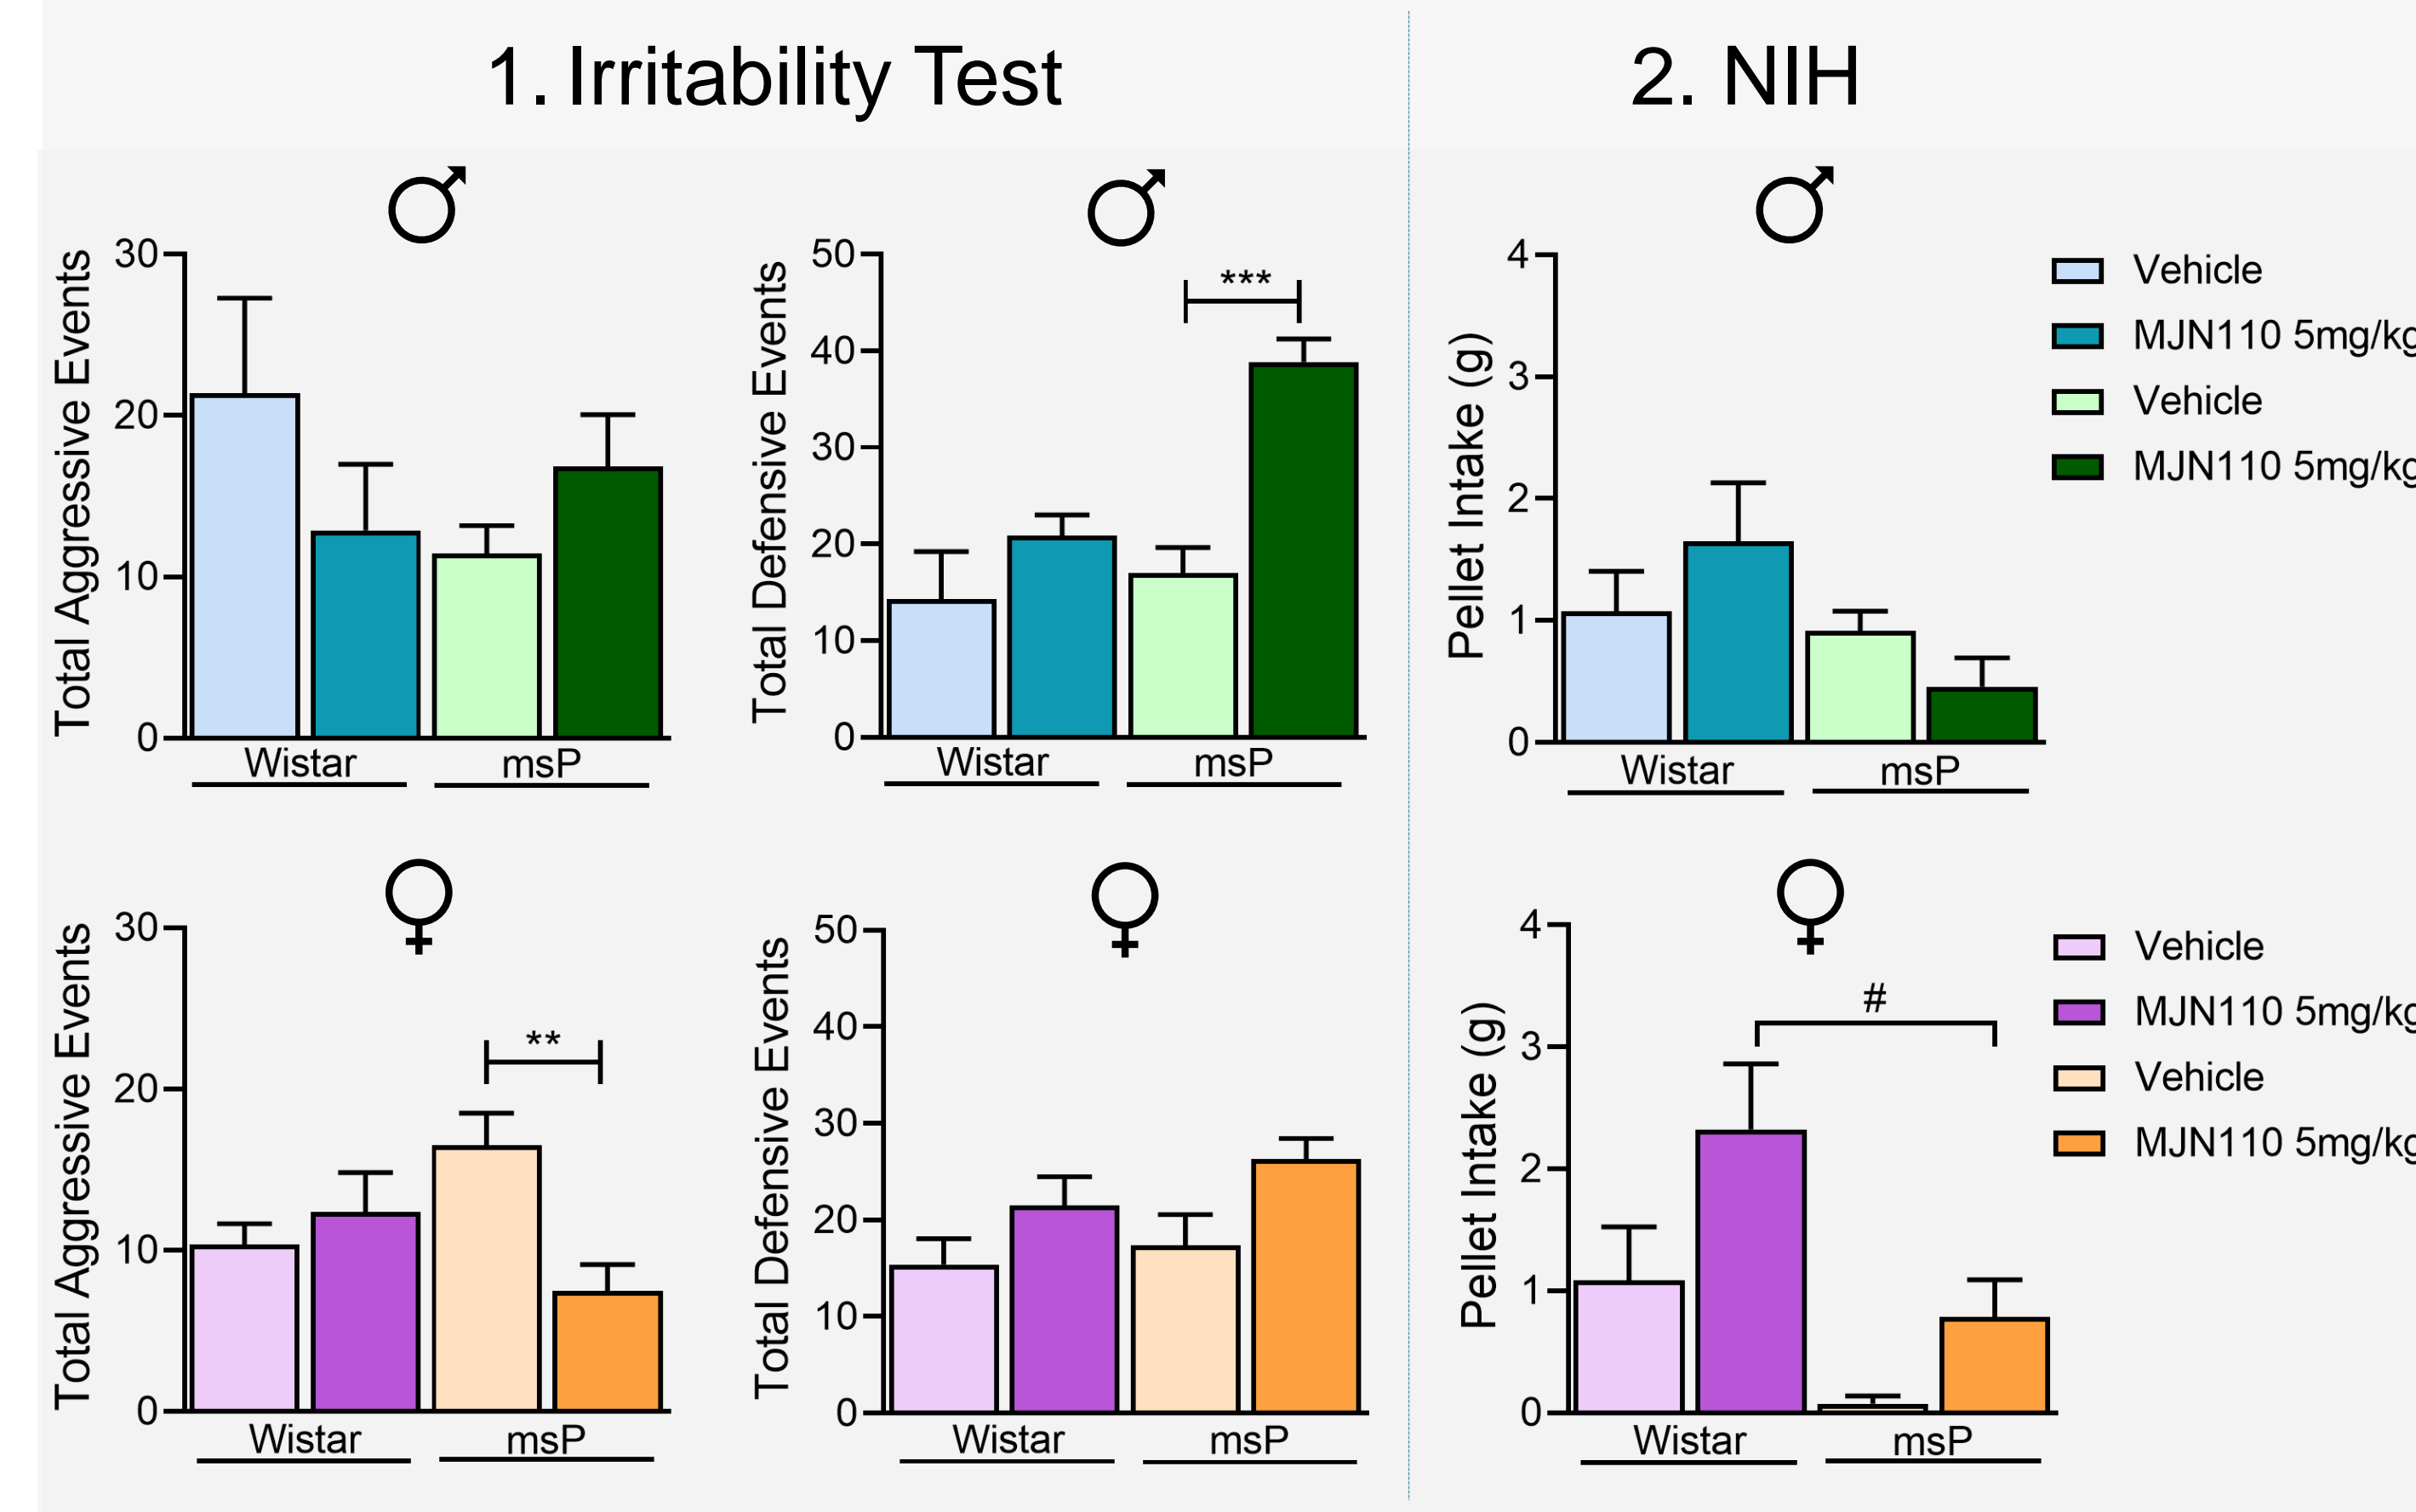 1. Irritability Test
2. NIH
♂
♂
♂
Total Aggressive Events
30
20
10
0
Wistar
msP
Total Defensive Events
50
40
30
20
10
0
***
Wistar
msP
Pellet Intake (g)
4
3
2
1
0
Wistar
msP
Vehicle
MJN110 5mg/kg
Vehicle
MJN110 5mg/kg
♀
♀
♀
Total Aggressive Events
30
20
10
0
**
Wistar
msP
Total Defensive Events
50
40
30
20
10
0
Wistar
msP
Pellet Intake (g)
4
3
2
1
0
#
Wistar
msP
Vehicle
MJN110 5mg/kg
Vehicle
MJN110 5mg/kg